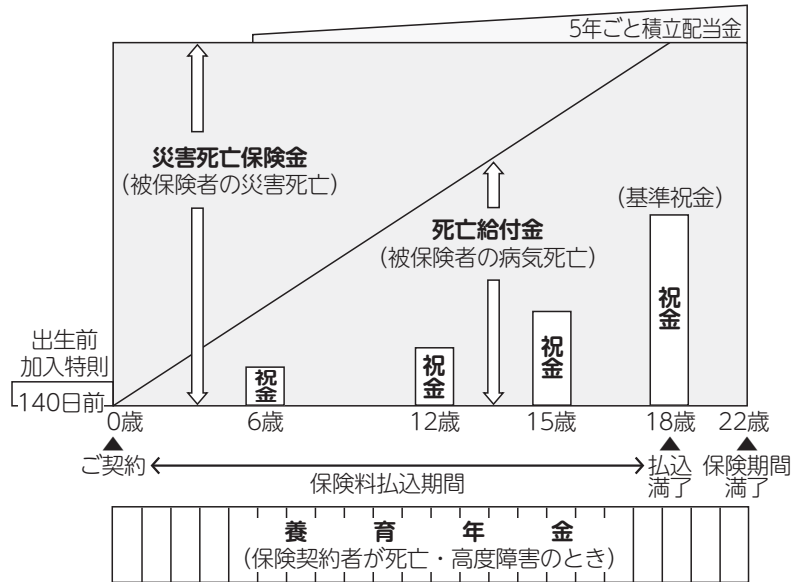 5年ごと積立配当金
災害死亡保険金
(被保険者の災害死亡)
死亡給付金
(被保険者の病気死亡)
(基準祝金)
祝金
祝金
祝金
祝金
出生前
加入特則
140日前
0歳 6歳 12歳 15歳 18歳 22歳
ご契約
保険料払込期間
払込
満了
保険期間
満了
養育年金
(保険契約者が死亡・高度障害のとき)